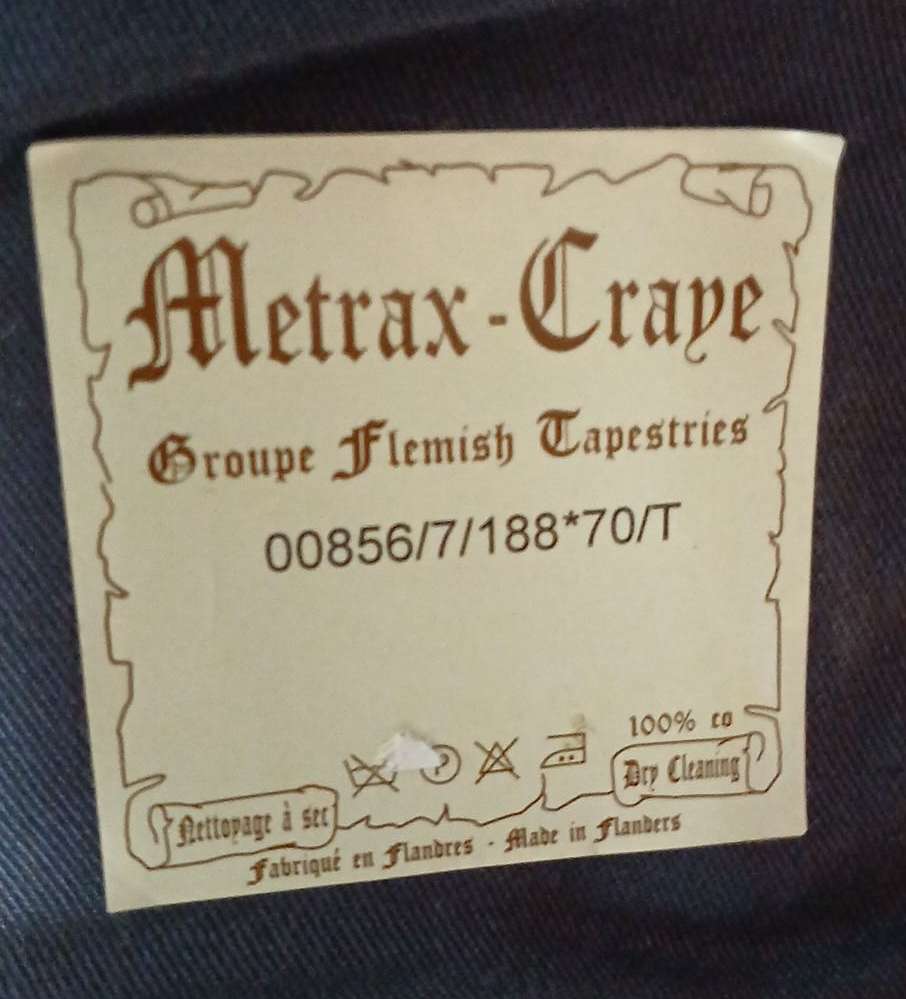 Metrax-Craye
Groupe Flemish Tapestries
00856/7/188*70/T
100% co
Dry Cleaning
Nettopage à sec
Fabriqué en Flandres - Made in Flanders